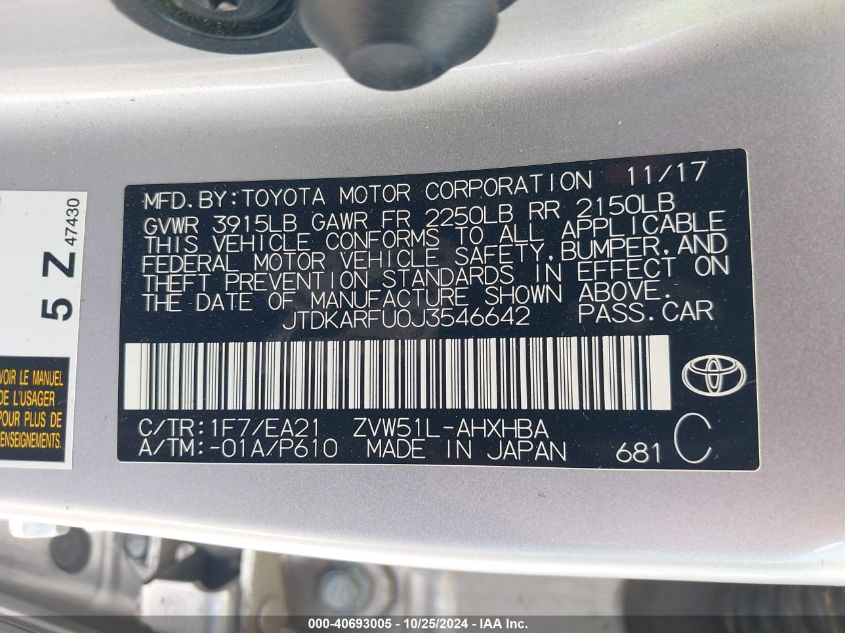 MFD.BY:TOYOTA MOTOR CORPORATION 11/17
GVWR 3915LB GAWR FR 2250LB RR 2150LB
THIS VEHICLE CONFORMS TO ALL APPLICABLE
FEDERAL MOTOR VEHICLE SAFETY,BUMPER,AND
THEFT PREVENTION STANDARDS IN EFFECT ON
THE DATE OF MANUFACTURE SHOWN ABOVE.
JTDKARFU0J3546642 PASS.CAR
C/TR:1F7/EA21 ZVW51L-AHXHBA
A/TM:-01A/P610 MADE IN JAPAN 681 C
5 Z 47430
VOIR LE MANUEL
DE L'USAGER
POUR PLUS DE
000-40693005 - 10/25/2024 - IAA Inc.